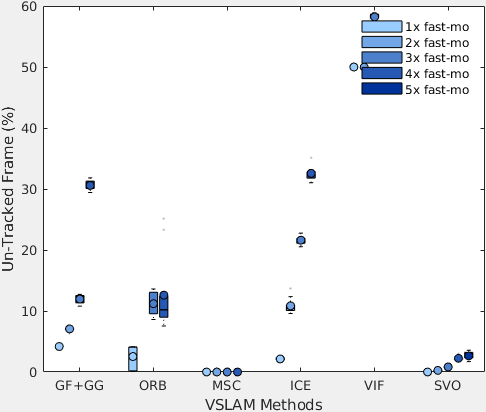 60
50
40
30
20
10
0
Un-Tracked Frame (%)
1x fast-mo
2x fast-mo
3x fast-mo
4x fast-mo
5x fast-mo
GF+GG ORB MSC ICE VIF SVO
VSLAM Methods